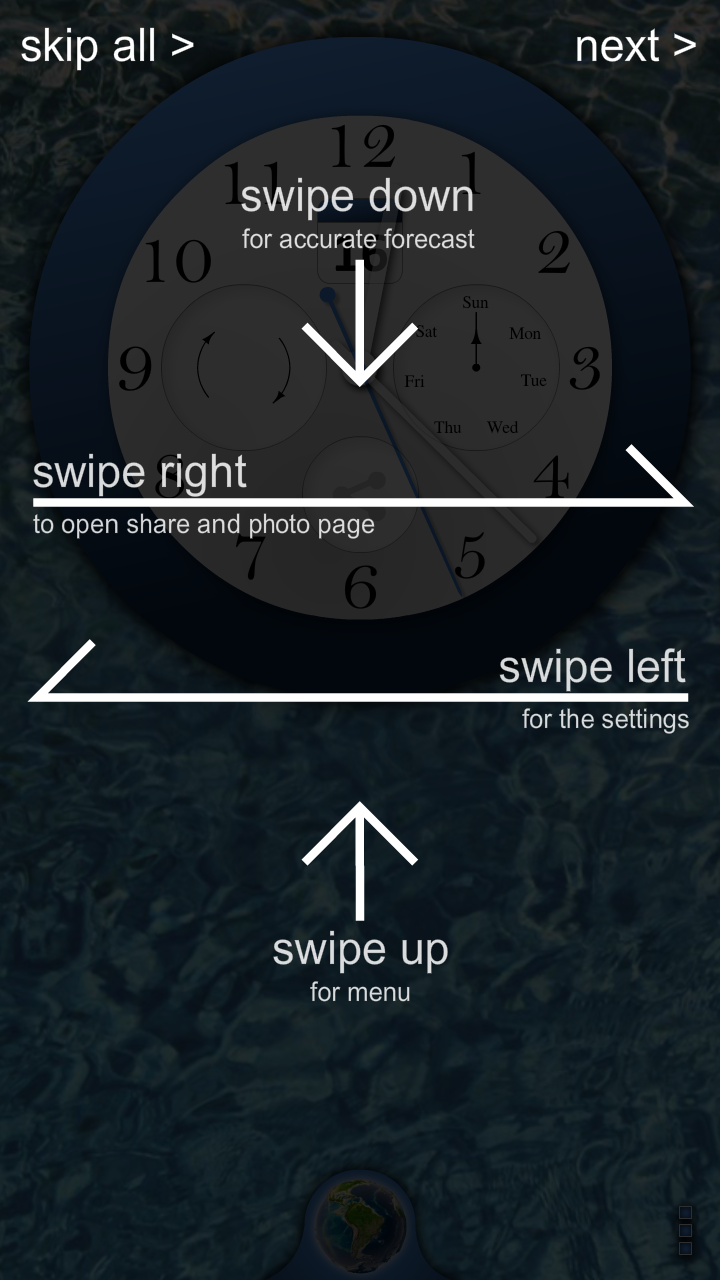 skip all >
next >
12
11
1
swipe down
for accurate forecast
16
10
2
Sun
Sat
Mon
9
3
Fri
Tue
Thu
Wed
swipe right
8
4
to open share and photo page
7
5
6
swipe left
for the settings
swipe up
for menu